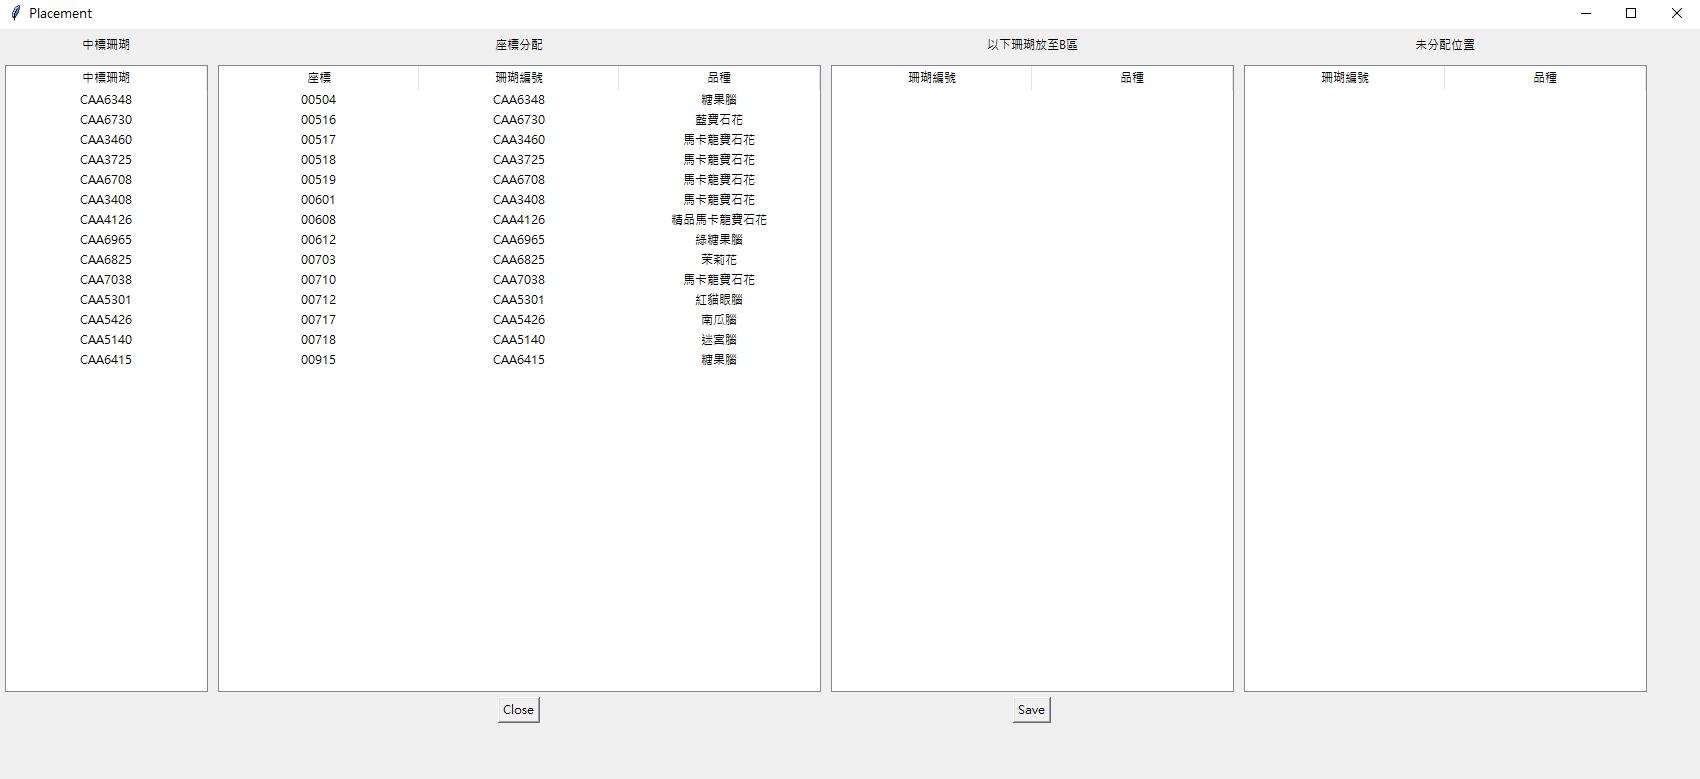 Placement
中標珊瑚 座標分配 以下珊瑚放至B區 未分配位置
中標珊瑚 座標 珊瑚編號 品種 珊瑚編號 品種 珊瑚編號 品種
CAA6348 00504 CAA6348 糖果腦
CAA6730 00516 CAA6730 藍寶石花
CAA3460 00517 CAA3460 馬卡龍寶石花
CAA3725 00518 CAA3725 馬卡龍寶石花
CAA6708 00519 CAA6708 馬卡龍寶石花
CAA3408 00601 CAA3408 馬卡龍寶石花
CAA4126 00608 CAA4126 精品馬卡龍寶石花
CAA6965 00612 CAA6965 綠糖果腦
CAA6825 00703 CAA6825 茉莉花
CAA7038 00710 CAA7038 馬卡龍寶石花
CAA5301 00712 CAA5301 紅貓眼腦
CAA5426 00717 CAA5426 南瓜腦
CAA5140 00718 CAA5140 迷宮腦
CAA6415 00915 CAA6415 糖果腦
Close Save